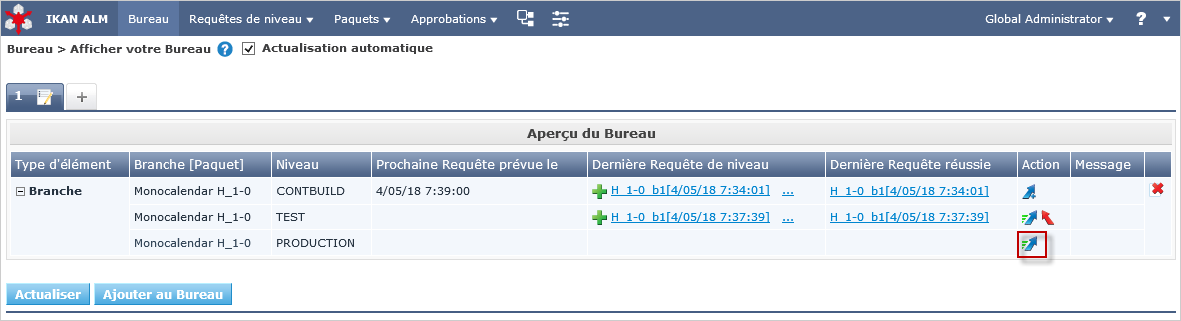 IKAN ALM Bureau Requêtes de niveau Paquets Approbations Global Administrator ?
Bureau > Afficher votre Bureau ? Actualisation automatique
1 +
Aperçu du Bureau
Type d'élément Branche [Paquet] Niveau Prochaine Requête prévue le Dernière Requête de niveau Dernière Requête réussie Action Message
Branche Monocalendar H_1-0 CONTBUILD 4/05/18 7:39:00 H_1-0_b1[4/05/18 7:34:01] ... H_1-0_b1[4/05/18 7:34:01]
Monocalendar H_1-0 TEST H_1-0_b1[4/05/18 7:37:39] ... H_1-0_b1[4/05/18 7:37:39]
Monocalendar H_1-0 PRODUCTION
Actualiser Ajouter au Bureau